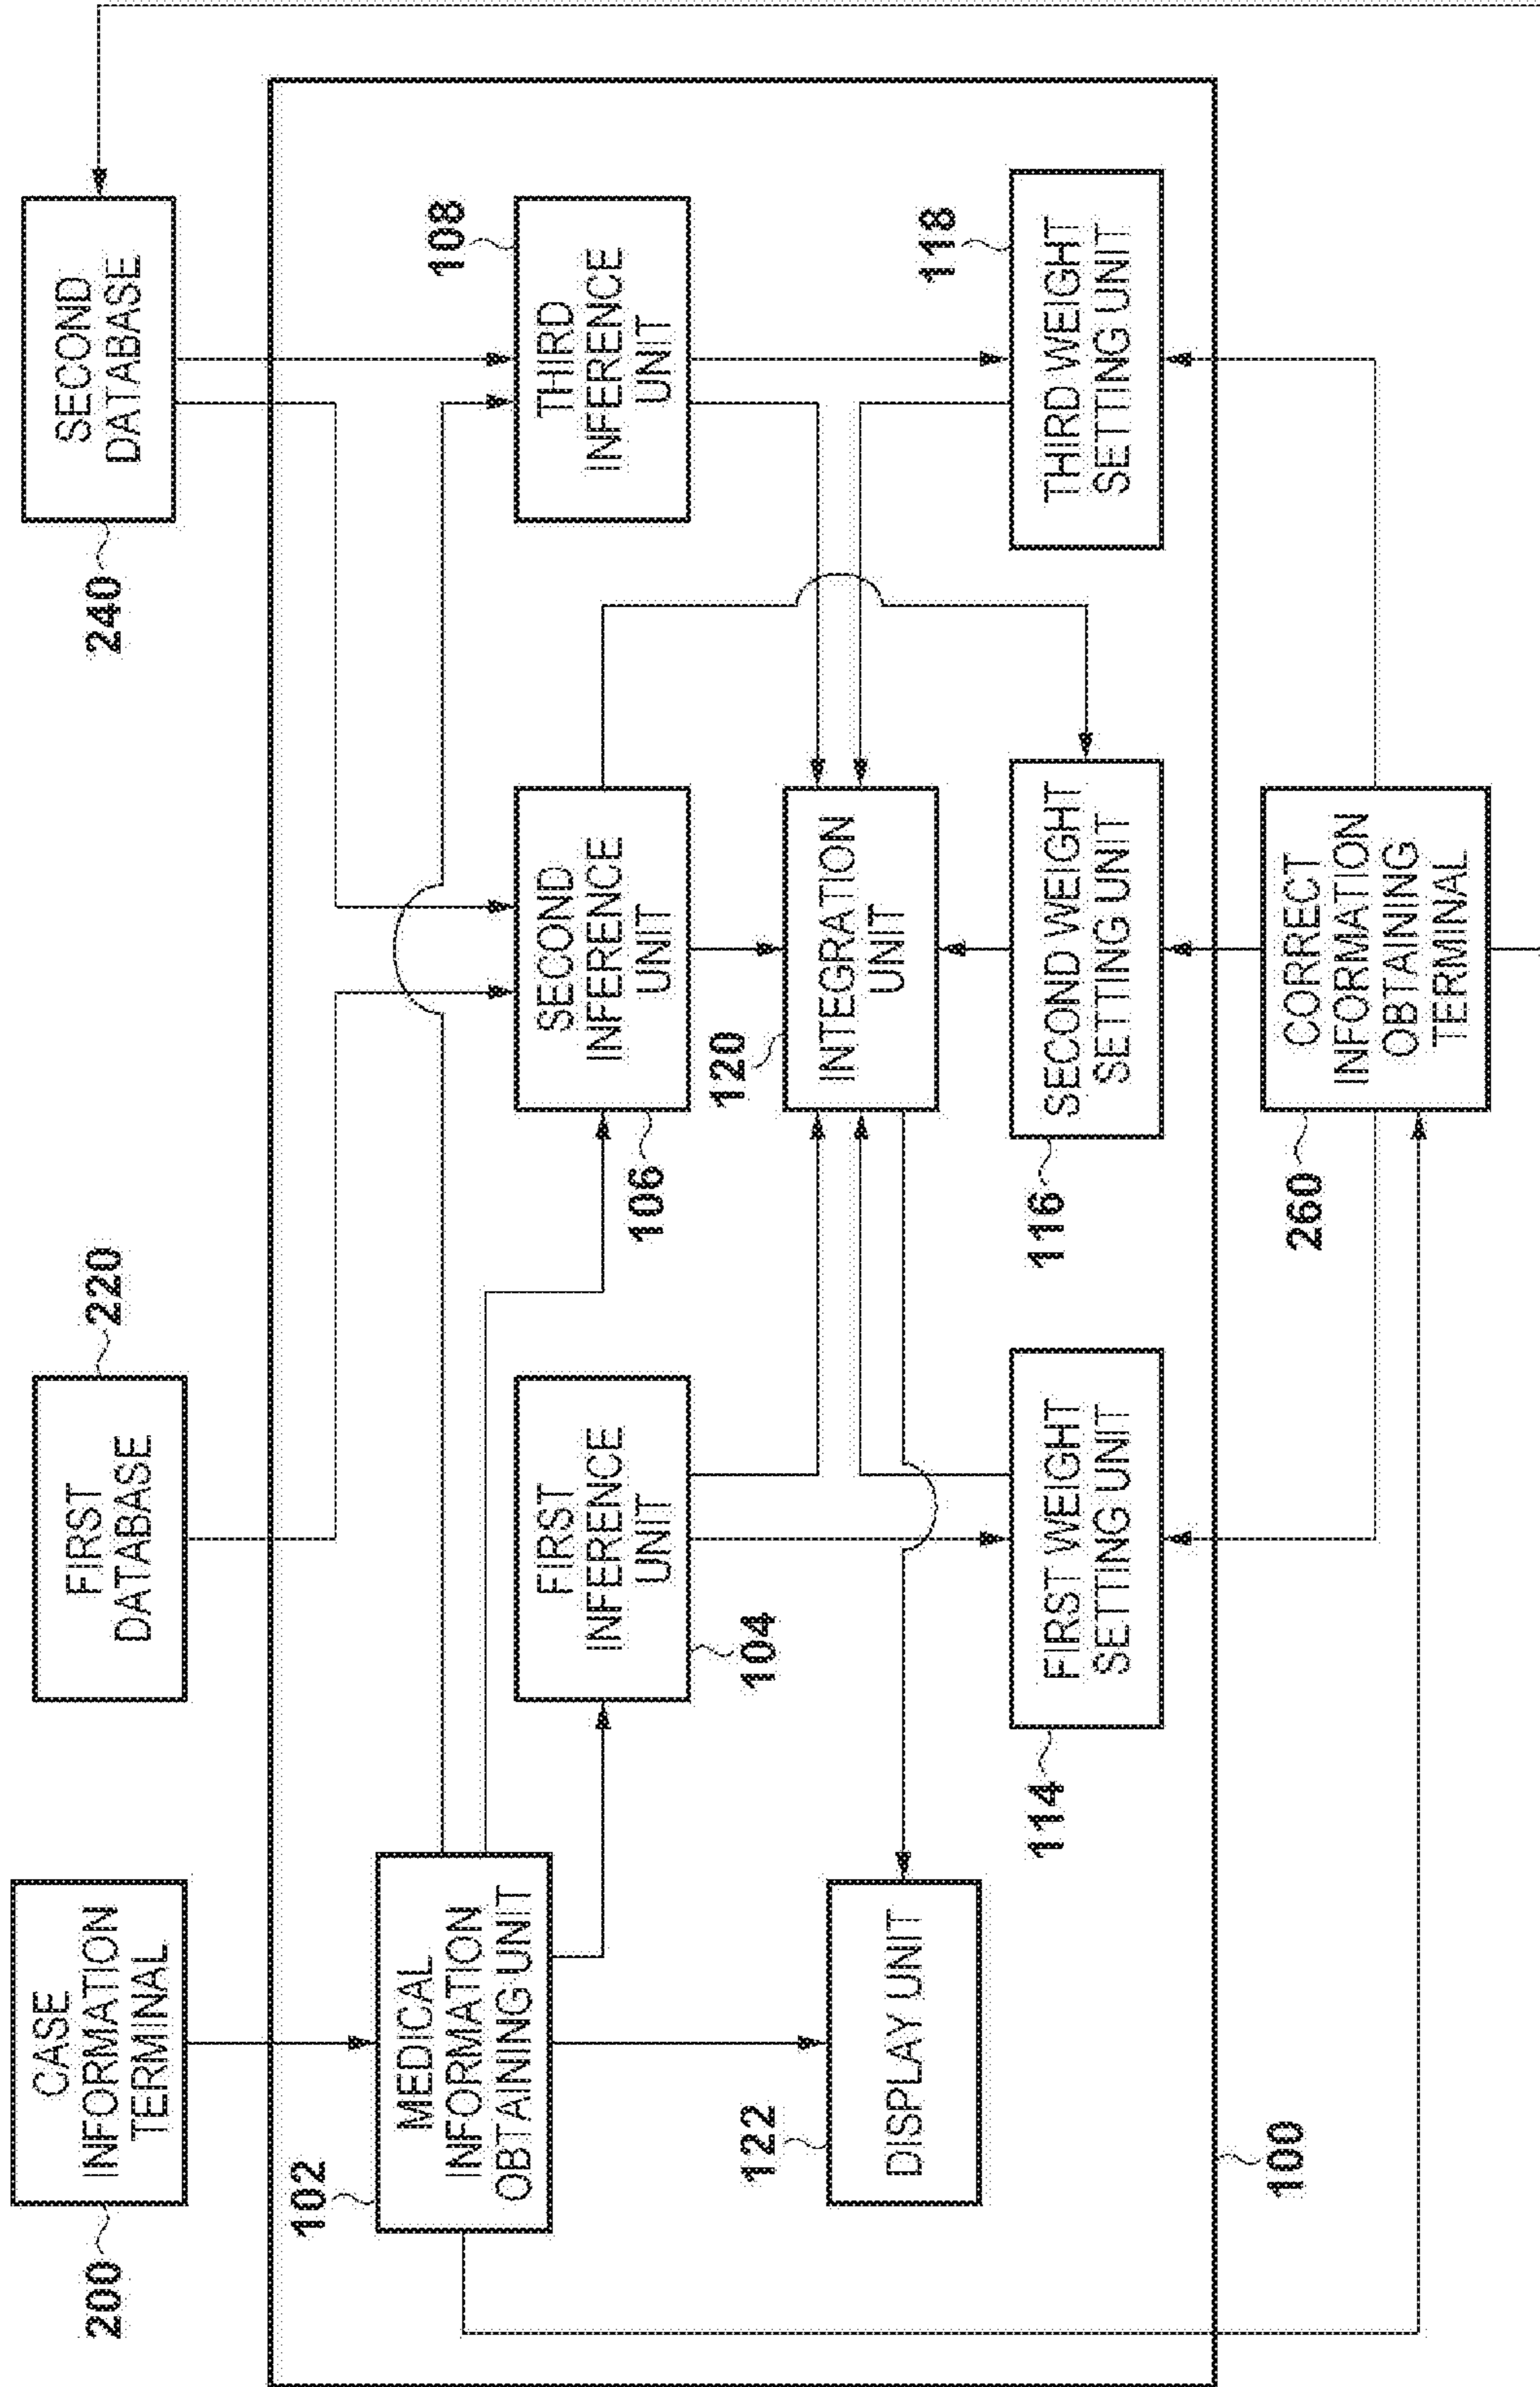 200
CASE
INFORMATION
TERMINAL
FIRST
DATABASE
220
240
SECOND
DATABASE
102
MEDICAL
INFORMATION
OBTAINING UNIT
FIRST
INFERENCE
UNIT
104
SECOND
INFERENCE
UNIT
106
THIRD
INFERENCE
UNIT
108
122
DISPLAY UNIT
120
INTEGRATION
UNIT
114
FIRST WEIGHT
SETTING UNIT
116
SECOND WEIGHT
SETTING UNIT
118
THIRD WEIGHT
SETTING UNIT
100
260
CORRECT
INFORMATION
OBTAINING
TERMINAL